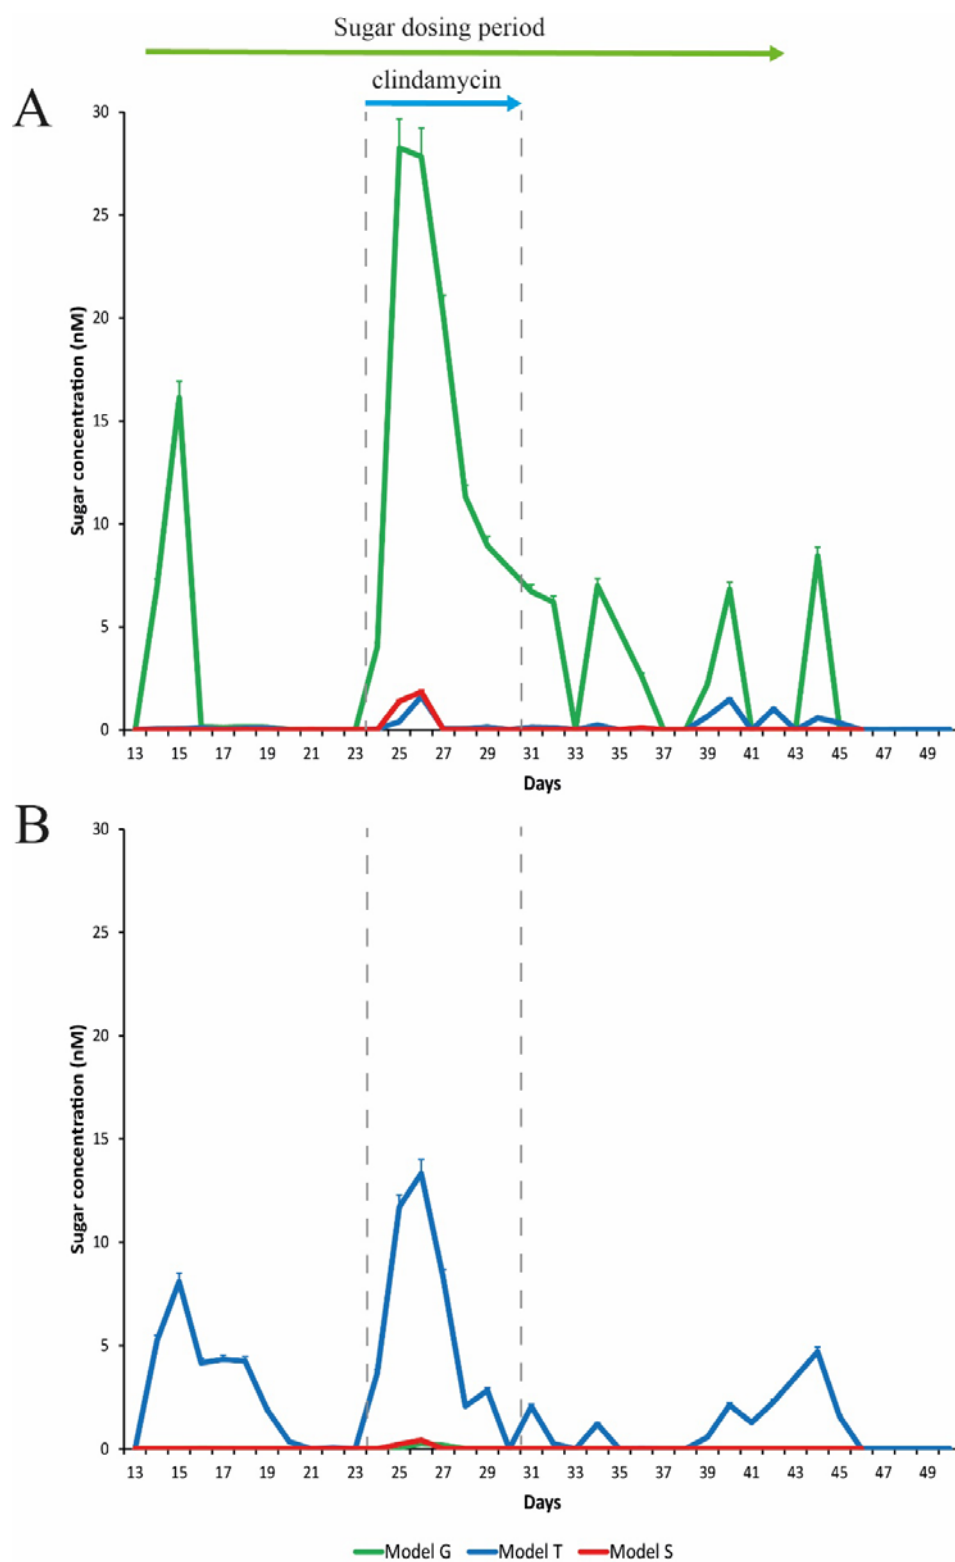 Sugar dosing period
clindamycin
A
30
25
20
15
10
5
0
Sugar concentration (nM)
13 15 17 19 21 23 25 27 29 31 33 35 37 39 41 43 45 47 49
Days
B
30
25
20
15
10
5
0
Sugar concentration (nM)
13 15 17 19 21 23 25 27 29 31 33 35 37 39 41 43 45 47 49
Days
Model G Model T Model S